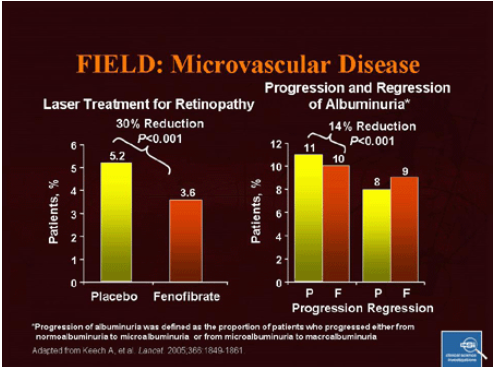 FIELD: Microvascular Disease
Laser Treatment for Retinopathy
30% Reduction
P<0.001
Patients, %
6
5
4
3
2
1
0
5.2
3.6
Placebo Fenofibrate
Progression and Regression
of Albuminuria*
14% Reduction
P<0.001
Patients, %
12
10
8
6
4
2
0
11
10
8
9
P F P F
Progression Regression
*Progression of albuminuria was defined as the proportion of patients who progressed either from
normoalbuminuria to microalbuminuria or from microalbuminuria to macroalbuminuria
Adapted from Keech A, et al. Lancet. 2005;366:1849-1861